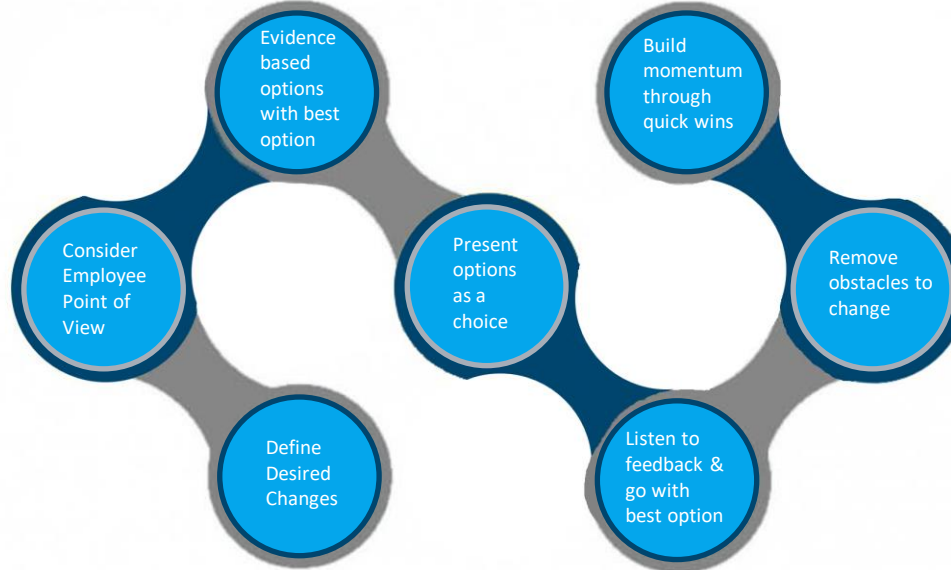 Evidence
based
options
with best
option
Build
momentum
through
quick wins
Consider
Employee
Point of
View
Present
options
as a
choice
Remove
obstacles to
change
Define
Desired
Changes
Listen to
feedback &
go with
best option